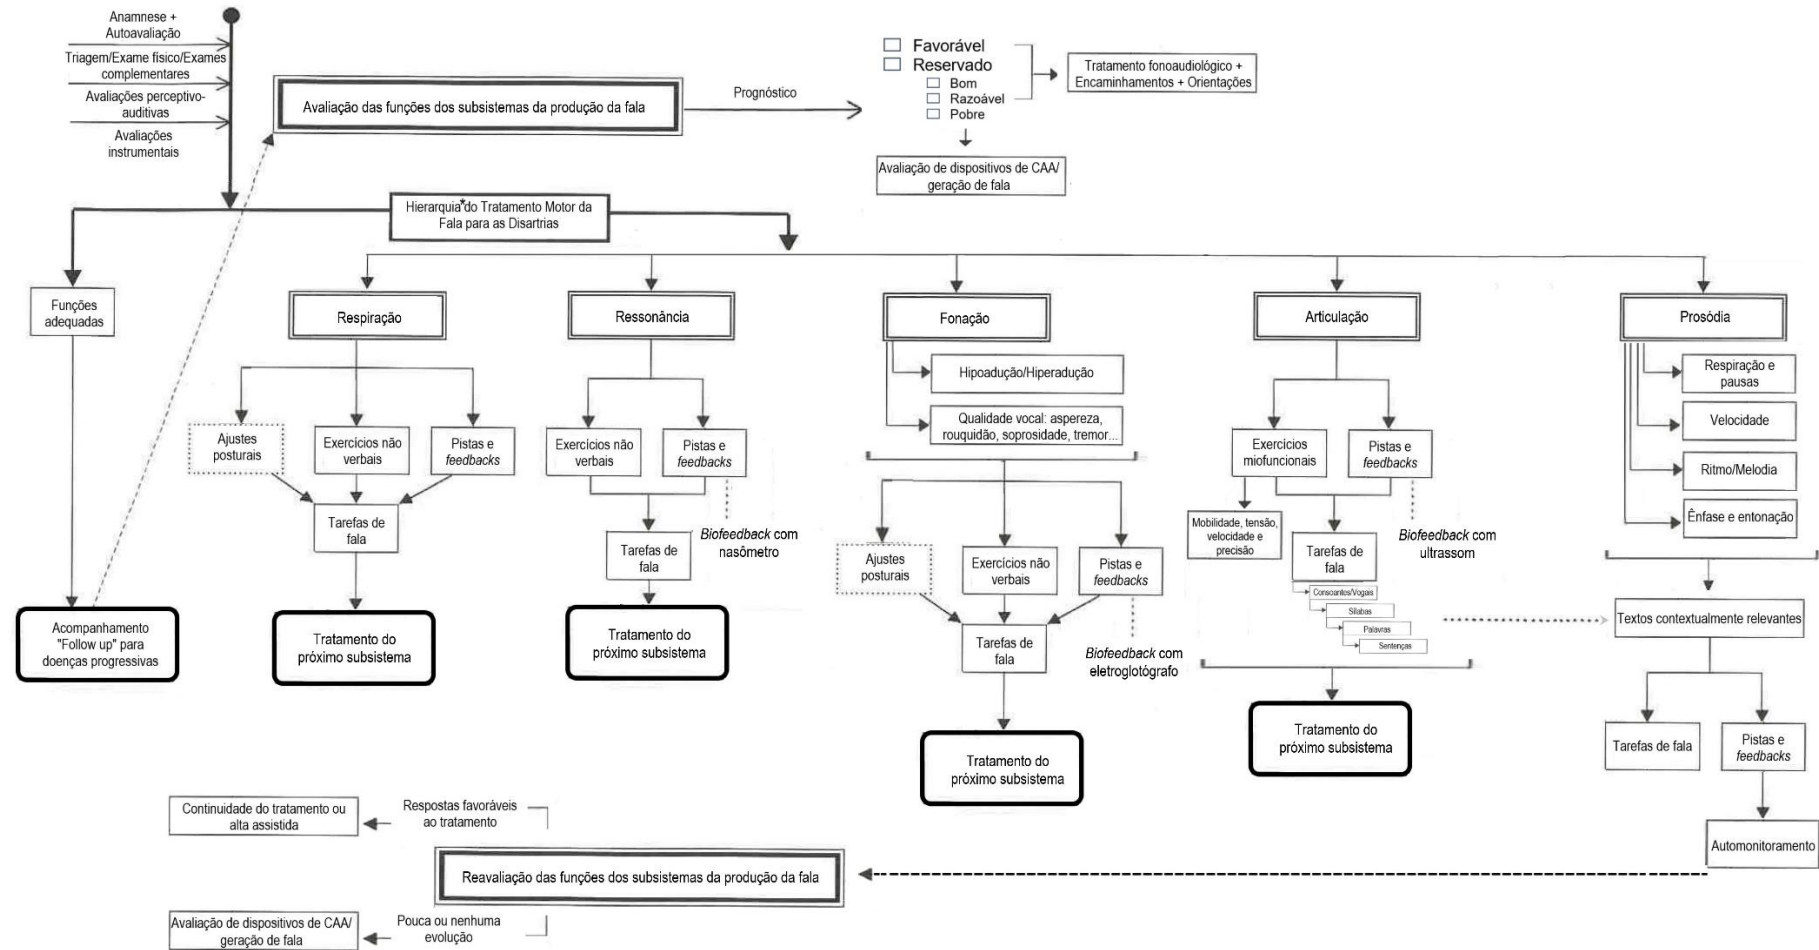 Anamnese +
Autoavaliação
Triagem/Exame físico/Exames
complementares
Avaliações perceptivo-
auditivas
Avaliações
instrumentais
Avaliação das funções dos subsistemas da produção da fala
Prognóstico
Favorável
Reservado
Bom
Razoável
Pobre
Tratamento fonoaudiológico +
Encaminhamentos + Orientações
Avaliação de dispositivos de CAA/
geração de fala
Hierarquia*do Tratamento Motor da
Fala para as Disartrias
Funções
adequadas
Acompanhamento
"Follow up" para
doenças progressivas
Respiração
Ajustes
posturais
Exercícios não
verbais
Pistas e
feedbacks
Tarefas de
fala
Tratamento do
próximo subsistema
Ressonância
Exercícios não
verbais
Pistas e
feedbacks
Tarefas de
fala
Biofeedback com
nasômetro
Tratamento do
próximo subsistema
Fonação
Hipoadução/Hiperadução
Qualidade vocal: aspereza,
rouquidão, soprosidade, tremor...
Ajustes
posturais
Exercícios não
verbais
Pistas e
feedbacks
Tarefas de
fala
Biofeedback com
eletroglotógrafo
Tratamento do
próximo subsistema
Articulação
Exercícios
miofuncionais
Pistas e
feedbacks
Mobilidade, tensão,
velocidade e
precisão
Tarefas de
fala
Biofeedback com
ultrassom
Consoantes/Vogais
Sílabas
Palavras
Sentenças
Tratamento do
próximo subsistema
Prosódia
Respiração e
pausas
Velocidade
Ritmo/Melodia
Ênfase e entonação
Textos contextualmente relevantes
Tarefas de fala
Pistas e
feedbacks
Automonitoramento
Continuidade do tratamento ou
alta assistida
Respostas favoráveis
ao tratamento
Reavaliação das funções dos subsistemas da produção da fala
Avaliação de dispositivos de CAA/
geração de fala
Pouca ou nenhuma
evolução